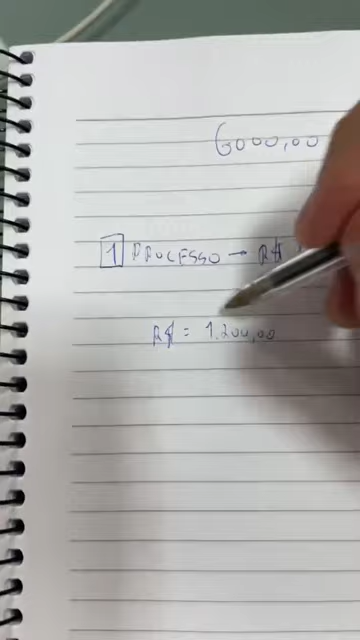 6000,00
1 PROCESSO → R$
R$ = 1.200,00